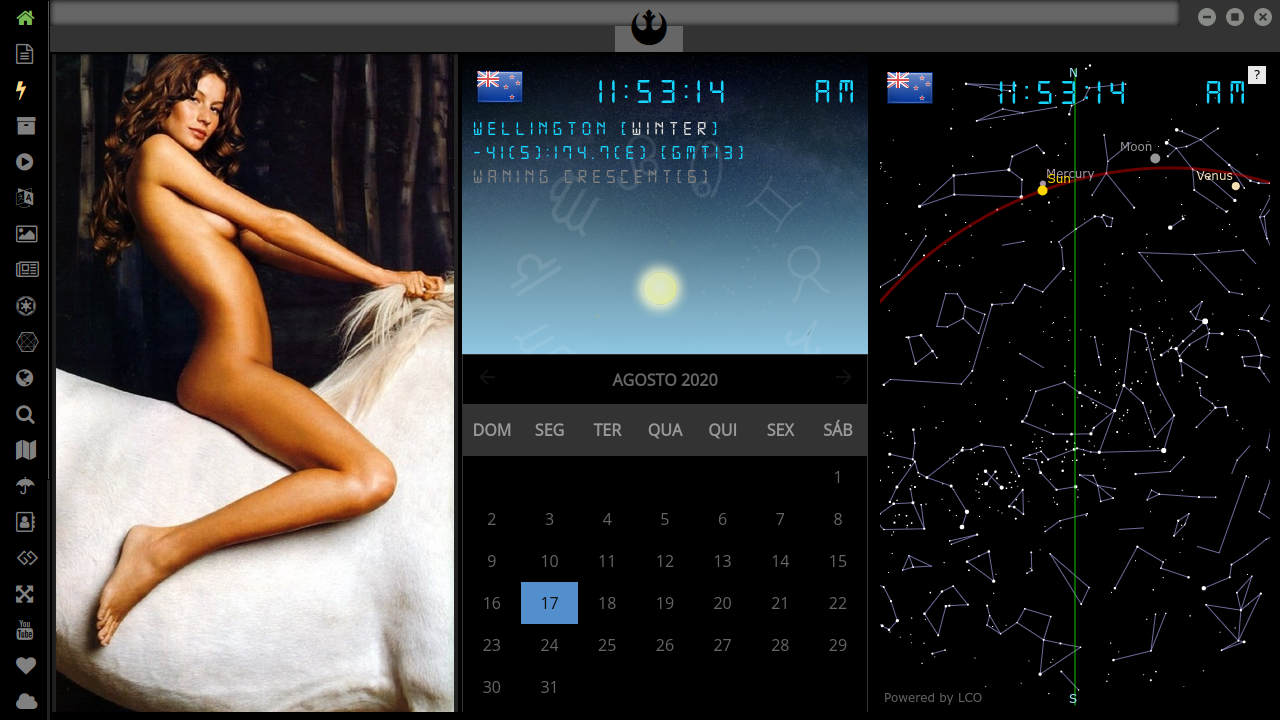 11:53:14 AM
WELLINGTON [WINTER]
-41(S):174.7(E) [GMT13]
WANING CRESCENT[6]
AGOSTO 2020
DOM SEG TER QUA QUI SEX SÁB
1
2 3 4 5 6 7 8
9 10 11 12 13 14 15
16 17 18 19 20 21 22
23 24 25 26 27 28 29
30 31
N
?
11:53:14 AM
Moon
Mercury
Sun
Venus
Powered by LCO
S
You
Tube